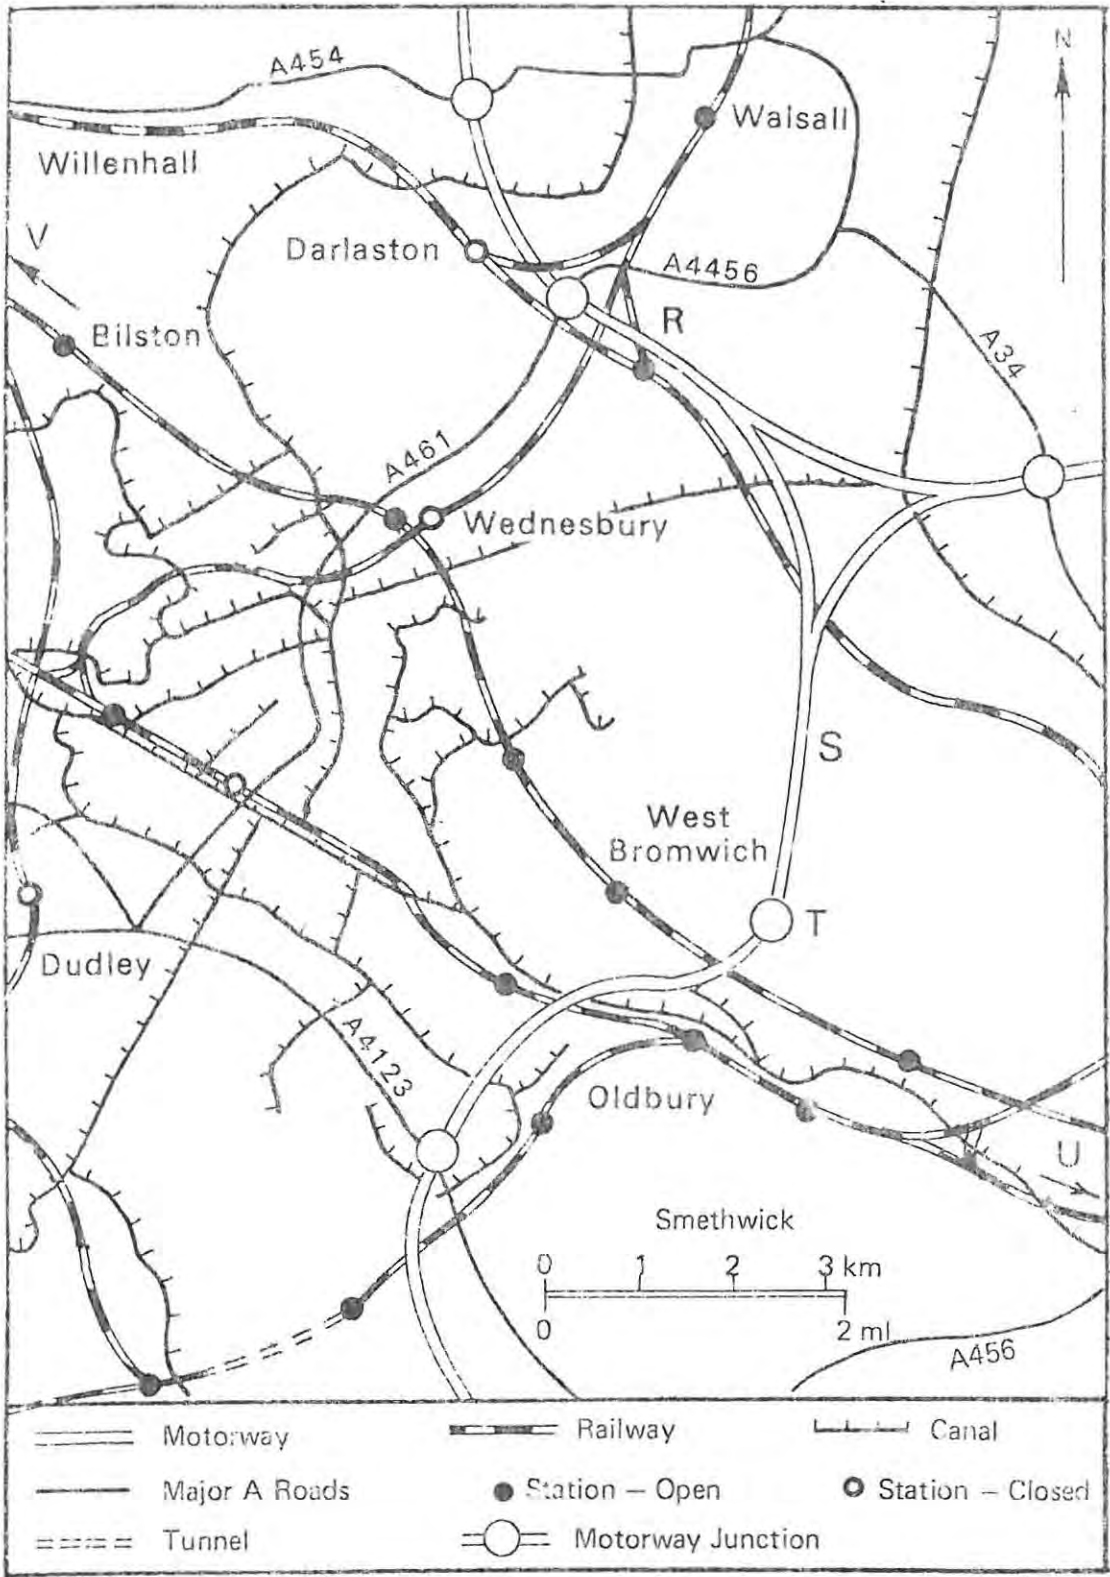 A454
N
Walsall
Willenhall
V
Darlaston
A4456
R
Bilston
A34
A461
Wednesbury
S
West
Bromwich
T
Dudley
A4123
Oldbury
U
Smethwick
0 1 2 3 km
0 2 ml
A456
Motorway
Railway
Canal
Major A Roads
Station – Open
Station – Closed
Tunnel
Motorway Junction